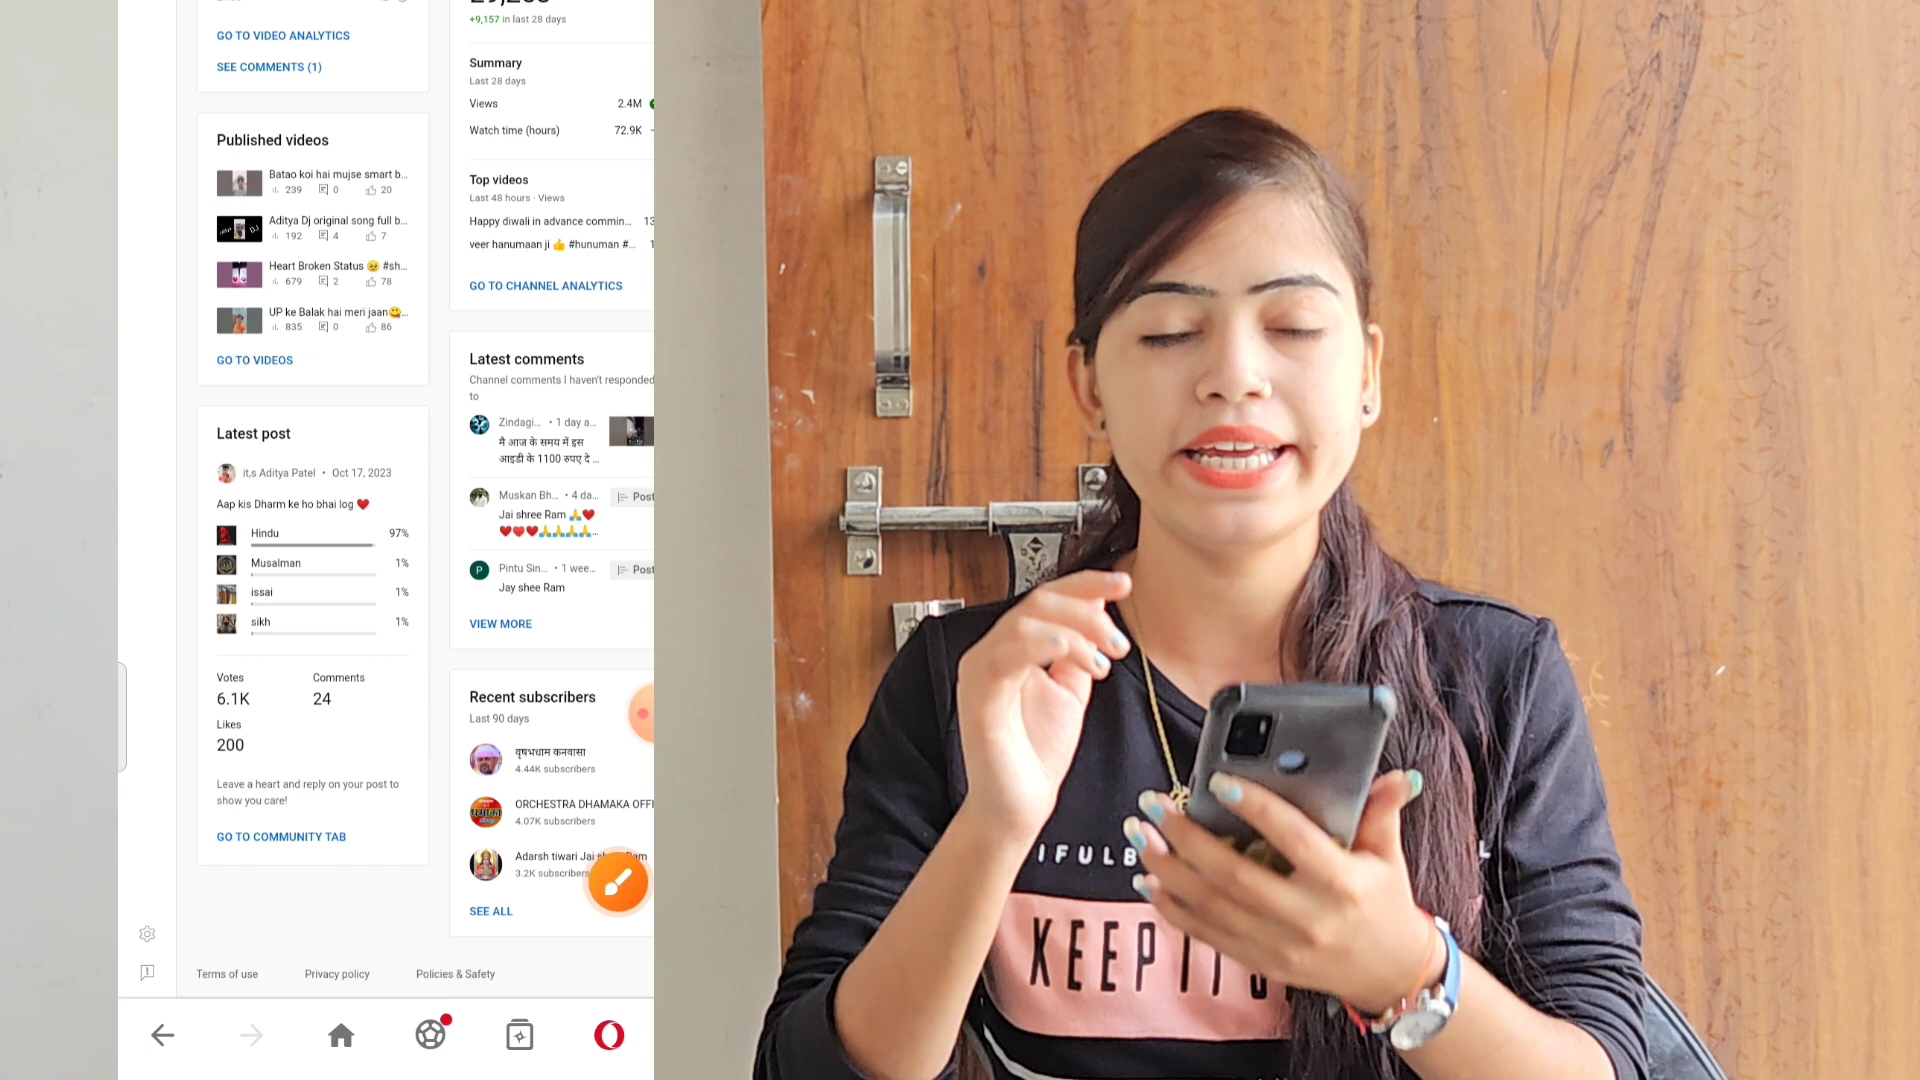 GO TO VIDEO ANALYTICS
SEE COMMENTS (1)
Published videos
Batao koi hai mujse smart b...
239 0 20
Aditya Dj original song full b...
192 4 7
Heart Broken Status 🥺 #sh...
679 2 78
UP ke Balak hai meri jaan😋...
835 0 86
GO TO VIDEOS
Latest post
it,s Aditya Patel • Oct 17, 2023
Aap kis Dharm ke ho bhai log ❤️
Hindu 97%
Musalman 1%
issai 1%
sikh 1%
Votes Comments
6.1K 24
Likes
200
Leave a heart and reply on your post to
show you care!
GO TO COMMUNITY TAB
+9,157 in last 28 days
Summary
Last 28 days
Views 2.4M
Watch time (hours) 72.9K
Top videos
Last 48 hours · Views
Happy diwali in advance commin... 13
veer hanumaan ji 👍 #hunuman #... 1
GO TO CHANNEL ANALYTICS
Latest comments
Channel comments I haven't responded
to
Zindagi... • 1 day a...
मै आज के समय में इस
आइडी के 1100 रुपए दे ...
Muskan Bh... • 4 da... Post
Jai shree Ram 🙏❤️
❤️❤️❤️🙏🙏🙏🙏...
P Pintu Sin... • 1 wee... Post
Jay shee Ram
VIEW MORE
Recent subscribers
Last 90 days
वृषभधाम कनवासा
4.44K subscribers
ORCHESTRA DHAMAKA OFFI
4.07K subscribers
Adarsh tiwari Jai sh Ram
3.2K subscribers
SEE ALL
Terms of use Privacy policy Policies & Safety
IFULB L
KEEP IT